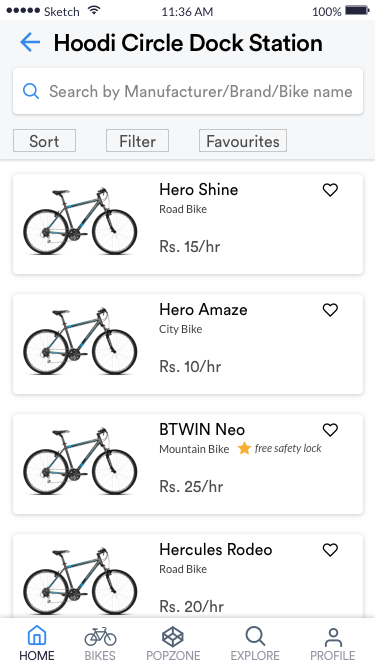 Sketch 11:36 AM 100%
Hoodi Circle Dock Station
Search by Manufacturer/Brand/Bike name
Sort Filter Favourites
Hero Shine
Road Bike
Rs. 15/hr
Hero Amaze
City Bike
Rs. 10/hr
BTWIN Neo
Mountain Bike free safety lock
Rs. 25/hr
Hercules Rodeo
Road Bike
Rs. 20/hr
HOME BIKES POPZONE EXPLORE PROFILE